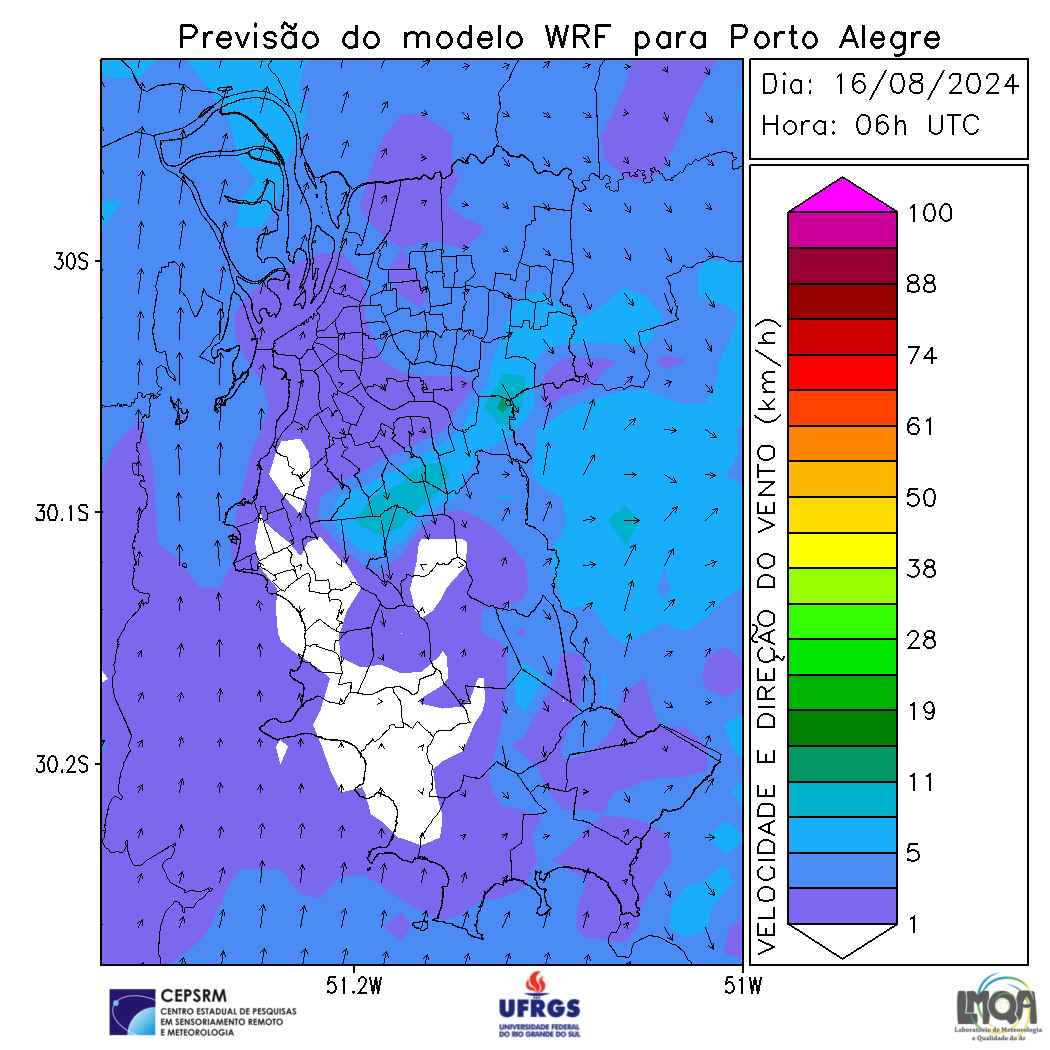 Previsão do modelo WRF para Porto Alegre
Dia: 16/08/2024
Hora: 06h UTC
30S
30.1S
30.2S
51.2W
51W
VELOCIDADE E DIREÇÃO DO VENTO (km/h)
100
88
74
61
50
38
28
19
11
5
1
CEPSRM
CENTRO ESTADUAL DE PESQUISAS
EM SENSORIAMENTO REMOTO
E METEOROLOGIA
UFRGS
UNIVERSIDADE FEDERAL
DO RIO GRANDE DO SUL
LMQA
Laboratório de Meteorologia
e Qualidade do Ar